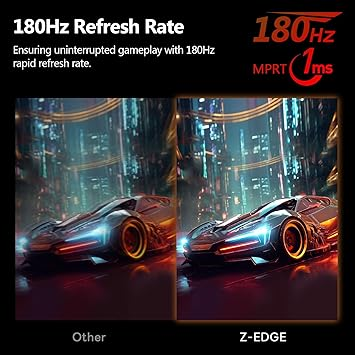 180Hz Refresh Rate
Ensuring uninterrupted gameplay with 180Hz
rapid refresh rate.
180Hz
MPRT 1ms
Other
Z-EDGE